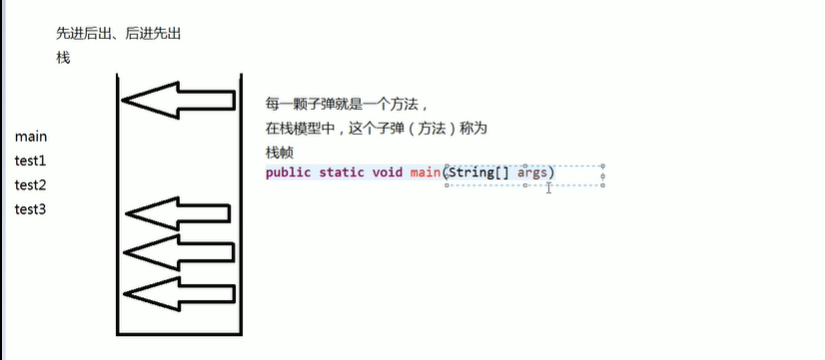 先进后出、后进先出
栈
main
test1
test2
test3
每一颗子弹就是一个方法，
在栈模型中，这个子弹（方法）称为
栈帧
public static void main(String[] args)